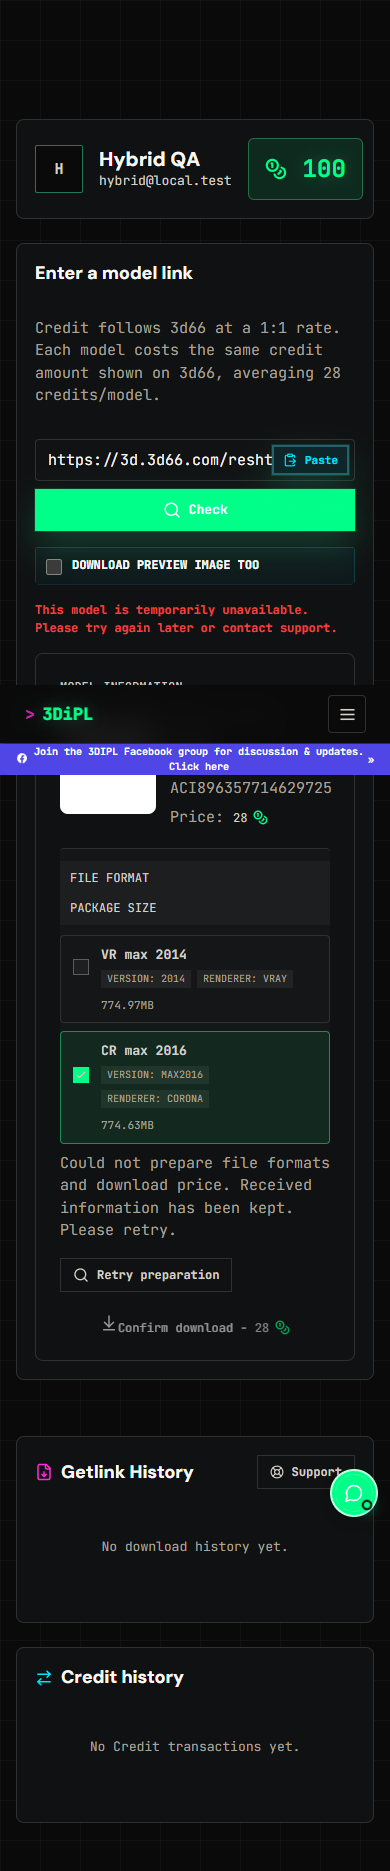 H
Hybrid QA
hybrid@local.test
100
Enter a model link
Credit follows 3d66 at a 1:1 rate.
Each model costs the same credit
amount shown on 3d66, averaging 28
credits/model.
https://3d.3d66.com/resht
Paste
Check
DOWNLOAD PREVIEW IMAGE TOO
This model is temporarily unavailable.
Please try again later or contact support.
MODEL INFORMATION
> 3DiPL
Join the 3DIPL Facebook group for discussion & updates.
Click here »
ACI896357714629725
Price: 28
FILE FORMAT
PACKAGE SIZE
VR max 2014
VERSION: 2014 RENDERER: VRAY
774.97MB
CR max 2016
VERSION: MAX2016
RENDERER: CORONA
774.63MB
Could not prepare file formats
and download price. Received
information has been kept.
Please retry.
Retry preparation
Confirm download - 28
Getlink History
Support
No download history yet.
Credit history
No Credit transactions yet.